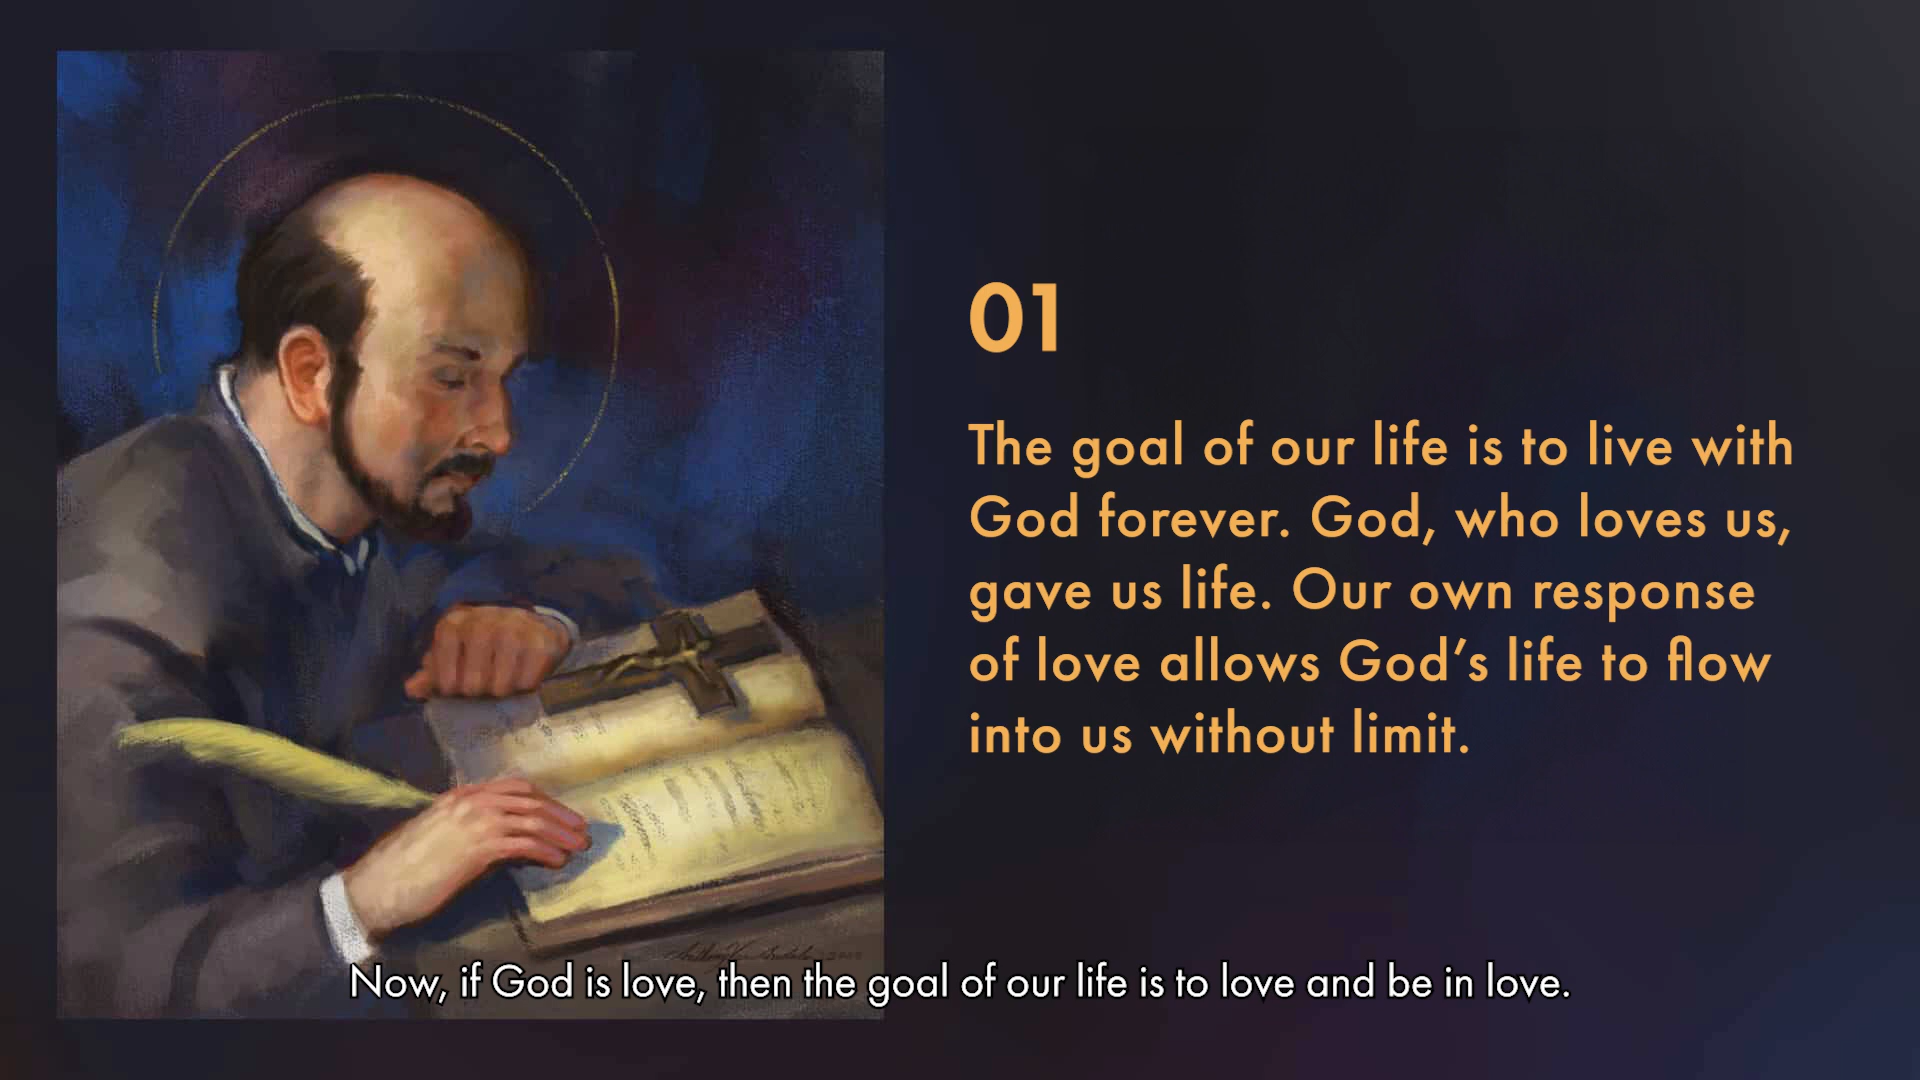 01
The goal of our life is to live with
God forever. God, who loves us,
gave us life. Our own response
of love allows God’s life to flow
into us without limit.
Now, if God is love, then the goal of our life is to love and be in love.